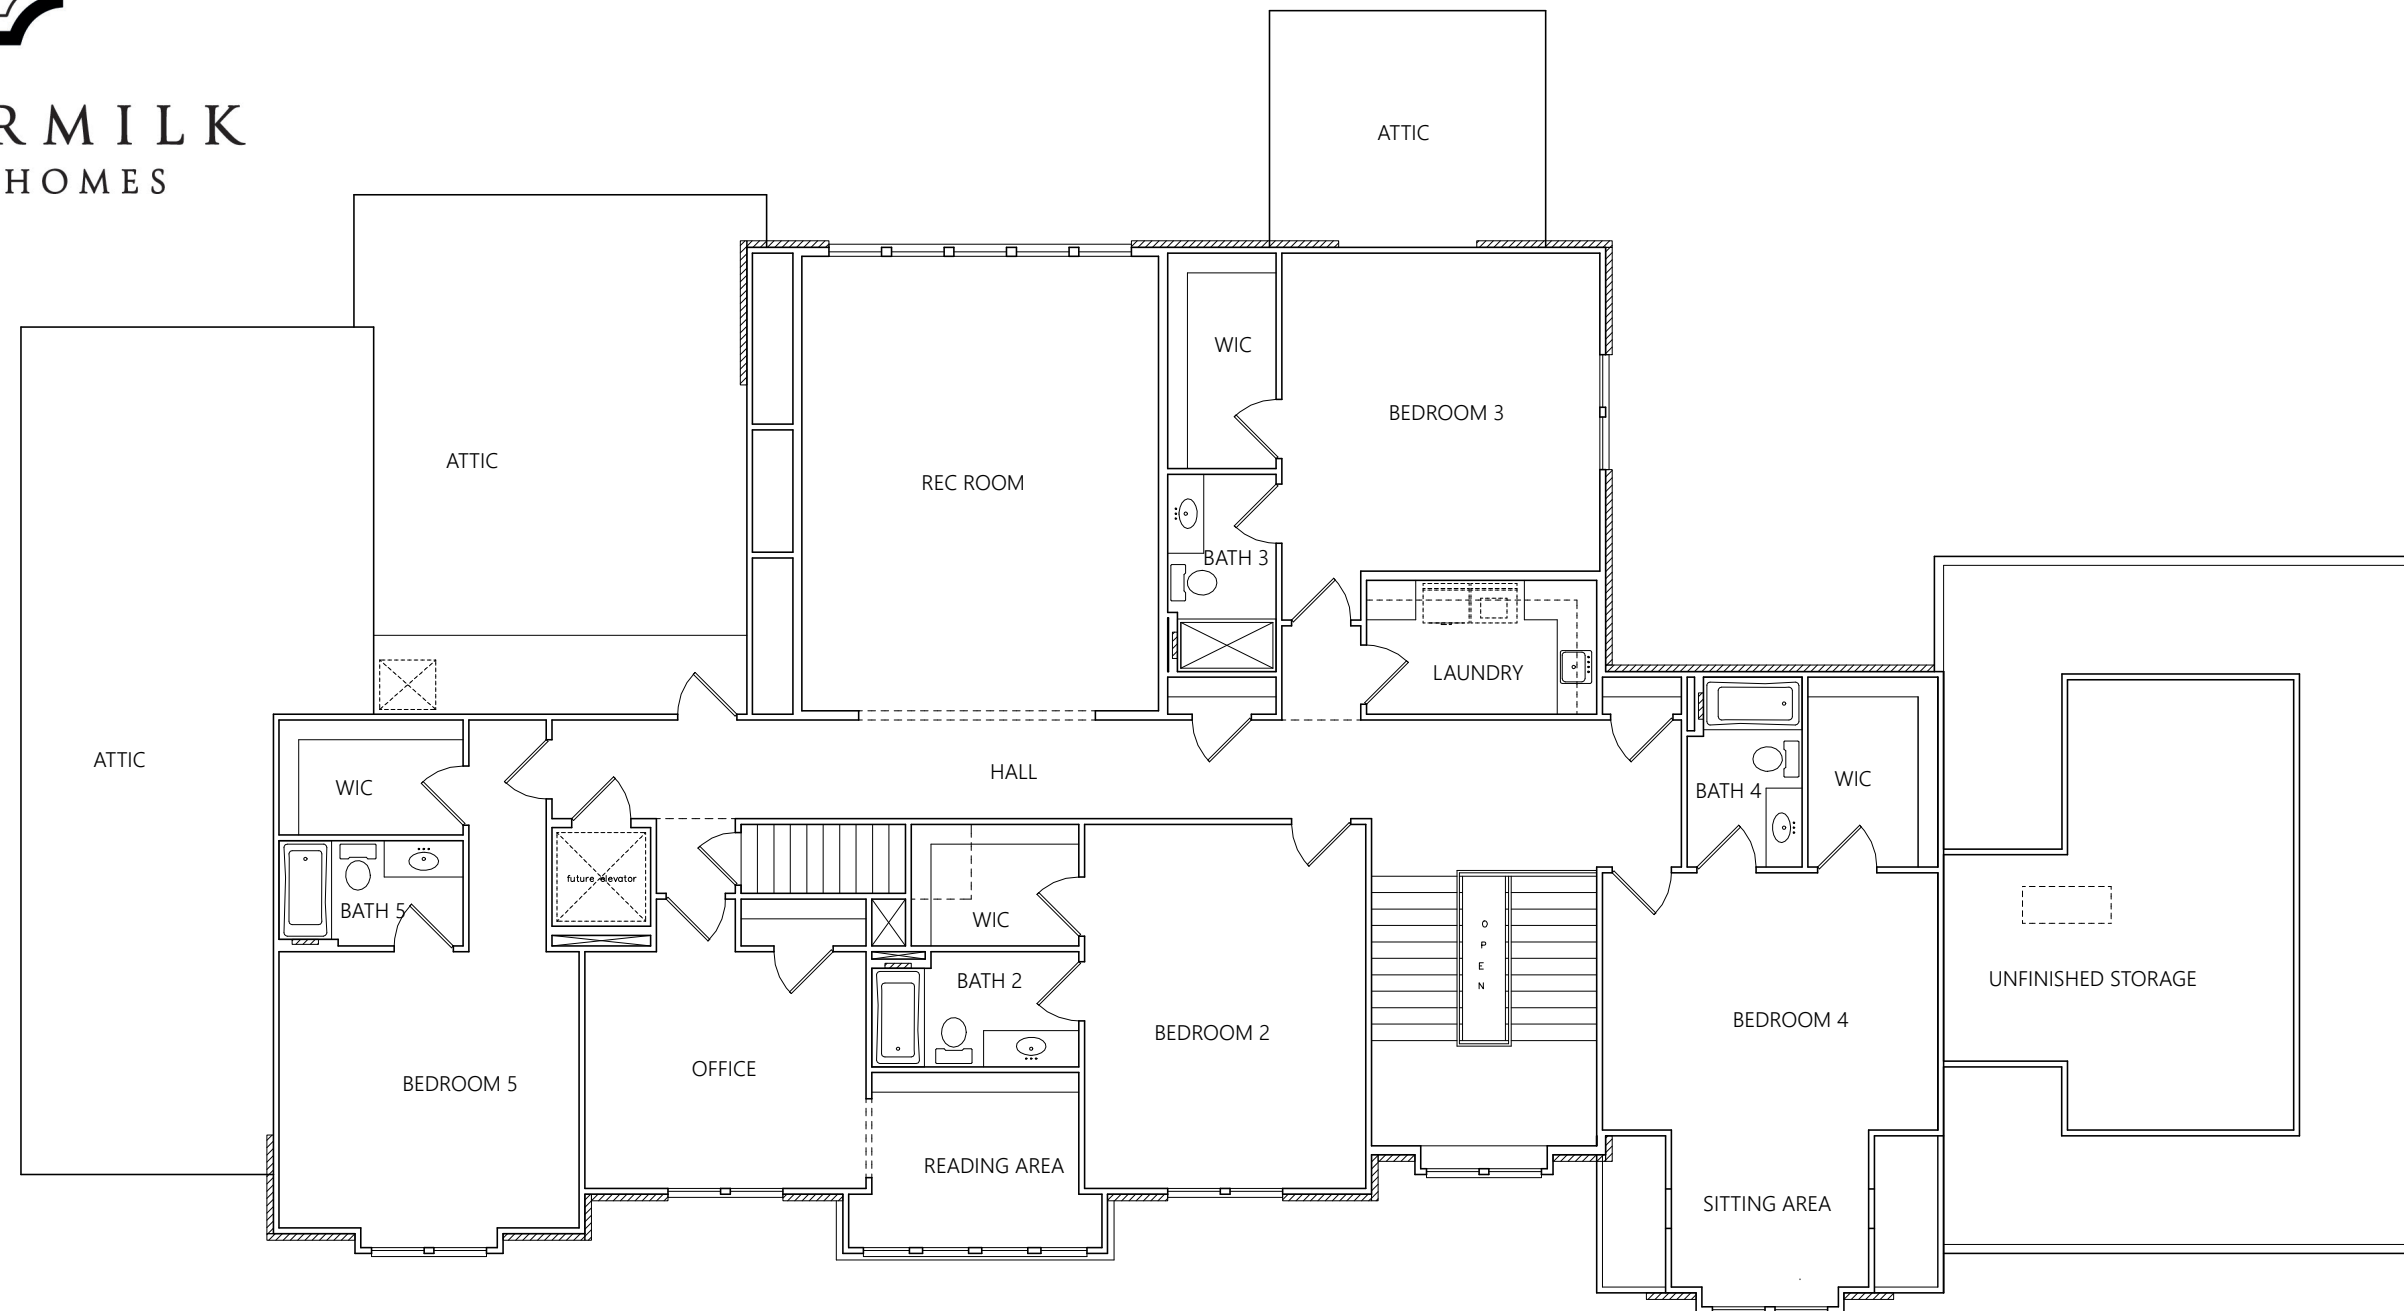 RMILK
HOMES
ATTIC
WIC
BEDROOM 3
ATTIC
REC ROOM
BATH 3
LAUNDRY
ATTIC
HALL
WIC
WIC
BATH 4
future elevator
BATH 5
WIC
OPEN
BATH 2
UNFINISHED STORAGE
BEDROOM 4
BEDROOM 2
OFFICE
BEDROOM 5
READING AREA
SITTING AREA